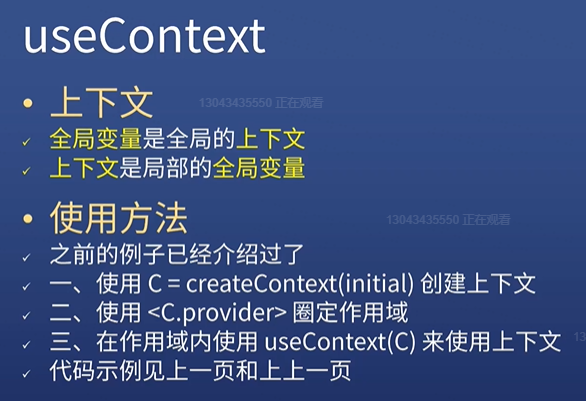 useContext
• 上下文
13043435550 正在观看
✓ 全局变量是全局的上下文
✓ 上下文是局部的全局变量
• 使用方法
13043435550 正在观看
✓ 之前的例子已经介绍过了
✓ 一、使用 C = createContext(initial) 创建上下文
✓ 二、使用 <C.provider> 圈定作用域
✓ 三、在作用域内使用 useContext(C) 来使用上下文
✓ 代码示例见上一页和上上一页